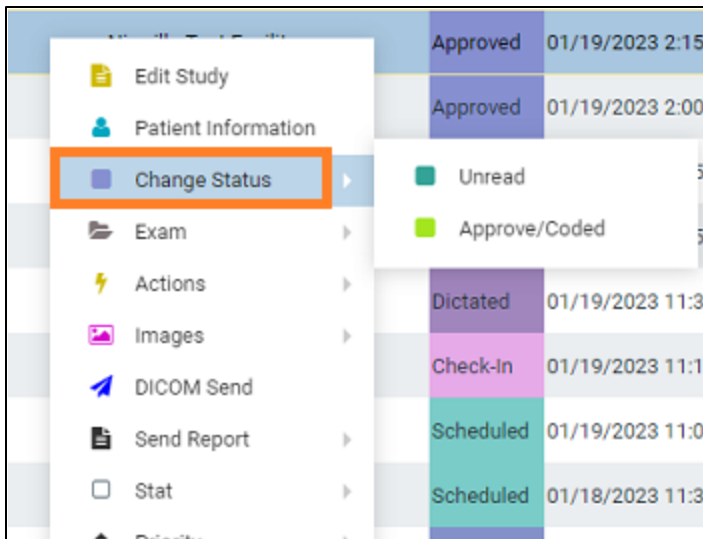 Approved 01/19/2023 2:15
Edit Study
Approved 01/19/2023 2:00
Patient Information
Change Status
Unread
Approve/Coded
Exam
Actions
Dictated 01/19/2023 11:3
Images
Check-In 01/19/2023 11:1
DICOM Send
Send Report
Scheduled 01/19/2023 11:0
Stat
Scheduled 01/18/2023 11:3
Priority